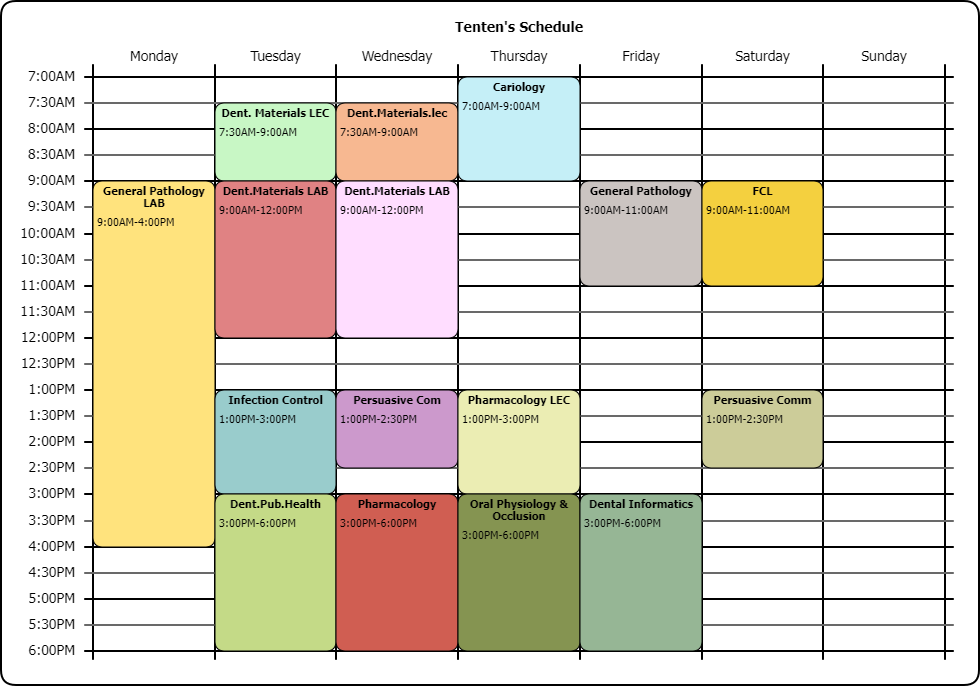 Tenten's Schedule
Monday Tuesday Wednesday Thursday Friday Saturday Sunday
7:00AM
7:30AM
8:00AM
8:30AM
9:00AM
9:30AM
10:00AM
10:30AM
11:00AM
11:30AM
12:00PM
12:30PM
1:00PM
1:30PM
2:00PM
2:30PM
3:00PM
3:30PM
4:00PM
4:30PM
5:00PM
5:30PM
6:00PM
General Pathology
LAB
9:00AM-4:00PM
Dent. Materials LEC
7:30AM-9:00AM
Dent.Materials LAB
9:00AM-12:00PM
Infection Control
1:00PM-3:00PM
Dent.Pub.Health
3:00PM-6:00PM
Dent.Materials.lec
7:30AM-9:00AM
Dent.Materials LAB
9:00AM-12:00PM
Persuasive Com
1:00PM-2:30PM
Pharmacology
3:00PM-6:00PM
Cariology
7:00AM-9:00AM
Pharmacology LEC
1:00PM-3:00PM
Oral Physiology &
Occlusion
3:00PM-6:00PM
General Pathology
9:00AM-11:00AM
Dental Informatics
3:00PM-6:00PM
FCL
9:00AM-11:00AM
Persuasive Comm
1:00PM-2:30PM